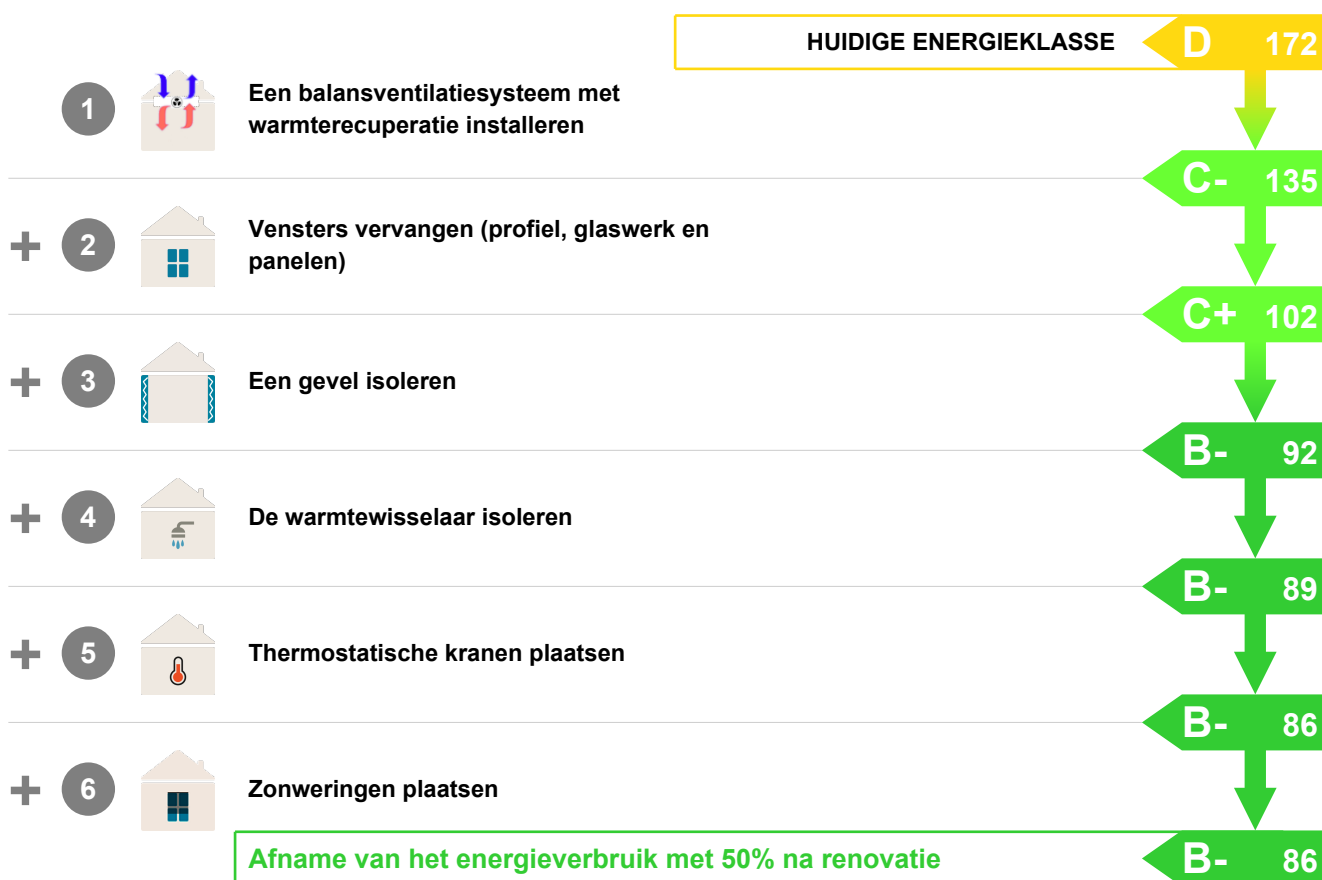 HUIDIGE ENERGIEKLASSE D 172
1 Een balansventilatiesysteem met
warmterecuperatie installeren
C- 135
+ 2 Vensters vervangen (profiel, glaswerk en
panelen)
C+ 102
+ 3 Een gevel isoleren
B- 92
+ 4 De warmtewisselaar isoleren
B- 89
+ 5 Thermostatische kranen plaatsen
B- 86
+ 6 Zonweringen plaatsen
Afname van het energieverbruik met 50% na renovatie B- 86